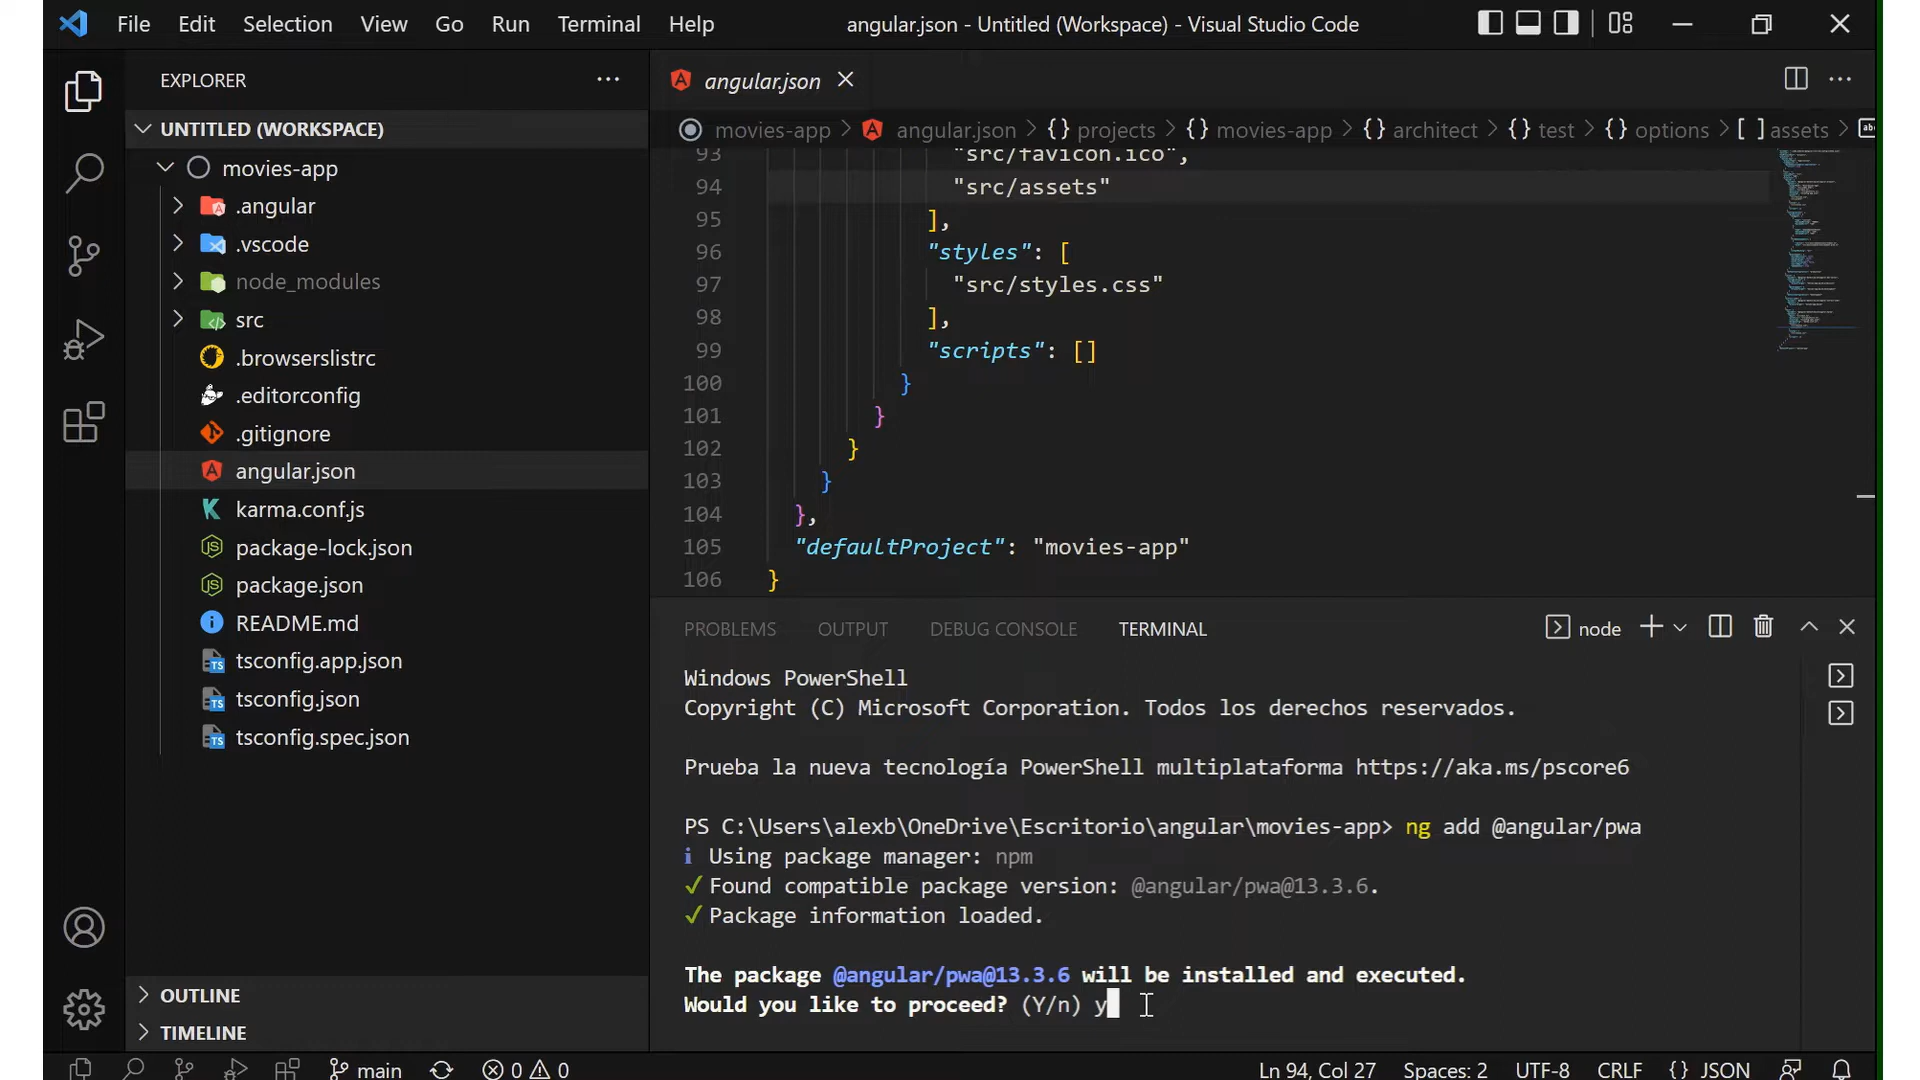 File Edit Selection View Go Run Terminal Help angular.json - Untitled (Workspace) - Visual Studio Code
EXPLORER
UNTITLED (WORKSPACE)
movies-app
.angular
.vscode
node_modules
src
.browserslistrc
.editorconfig
.gitignore
angular.json
karma.conf.js
package-lock.json
package.json
README.md
tsconfig.app.json
tsconfig.json
tsconfig.spec.json
OUTLINE
TIMELINE
angular.json
movies-app > angular.json > {} projects > {} movies-app > {} architect > {} test > {} options > [ ] assets > abc
93 "src/favicon.ico",
94 "src/assets"
95 ],
96 "styles": [
97 "src/styles.css"
98 ],
99 "scripts": []
100 }
101 }
102 }
103 }
104 },
105 "defaultProject": "movies-app"
106 }
PROBLEMS OUTPUT DEBUG CONSOLE TERMINAL node
Windows PowerShell
Copyright (C) Microsoft Corporation. Todos los derechos reservados.
Prueba la nueva tecnología PowerShell multiplataforma https://aka.ms/pscore6
PS C:\Users\alexb\OneDrive\Escritorio\angular\movies-app> ng add @angular/pwa
i Using package manager: npm
✓ Found compatible package version: @angular/pwa@13.3.6.
✓ Package information loaded.
The package @angular/pwa@13.3.6 will be installed and executed.
Would you like to proceed? (Y/n) y
main 0 0 Ln 94, Col 27 Spaces: 2 UTF-8 CRLF {} JSON